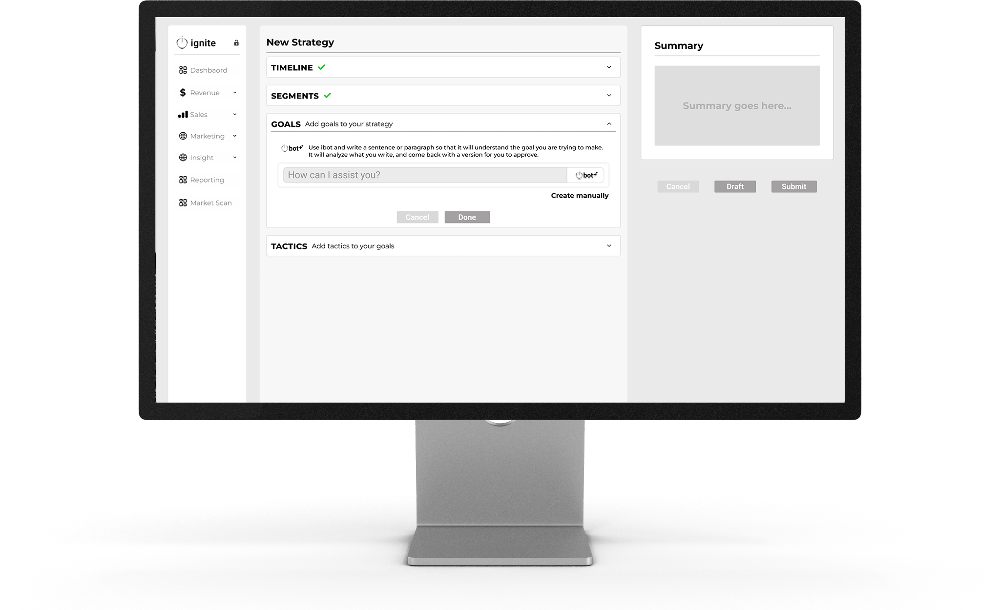 ignite
Dashbaord
Revenue
Sales
Marketing
Insight
Reporting
Market Scan
New Strategy
TIMELINE
SEGMENTS
GOALS Add goals to your strategy
bot Use ibot and write a sentence or paragraph so that it will understand the goal you are trying to make.
It will analyze what you write, and come back with a version for you to approve.
How can I assist you? bot
Create manually
Cancel Done
TACTICS Add tactics to your goals
Summary
Summary goes here...
Cancel Draft Submit